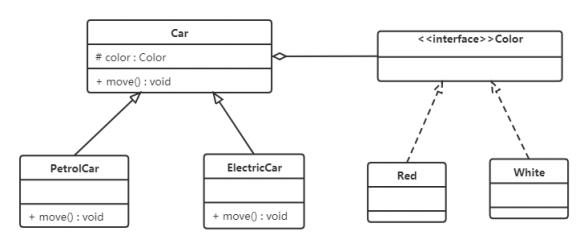 Car
# color : Color
+ move() : void
<<interface>>Color
PetrolCar
+ move() : void
ElectricCar
+ move() : void
Red
White